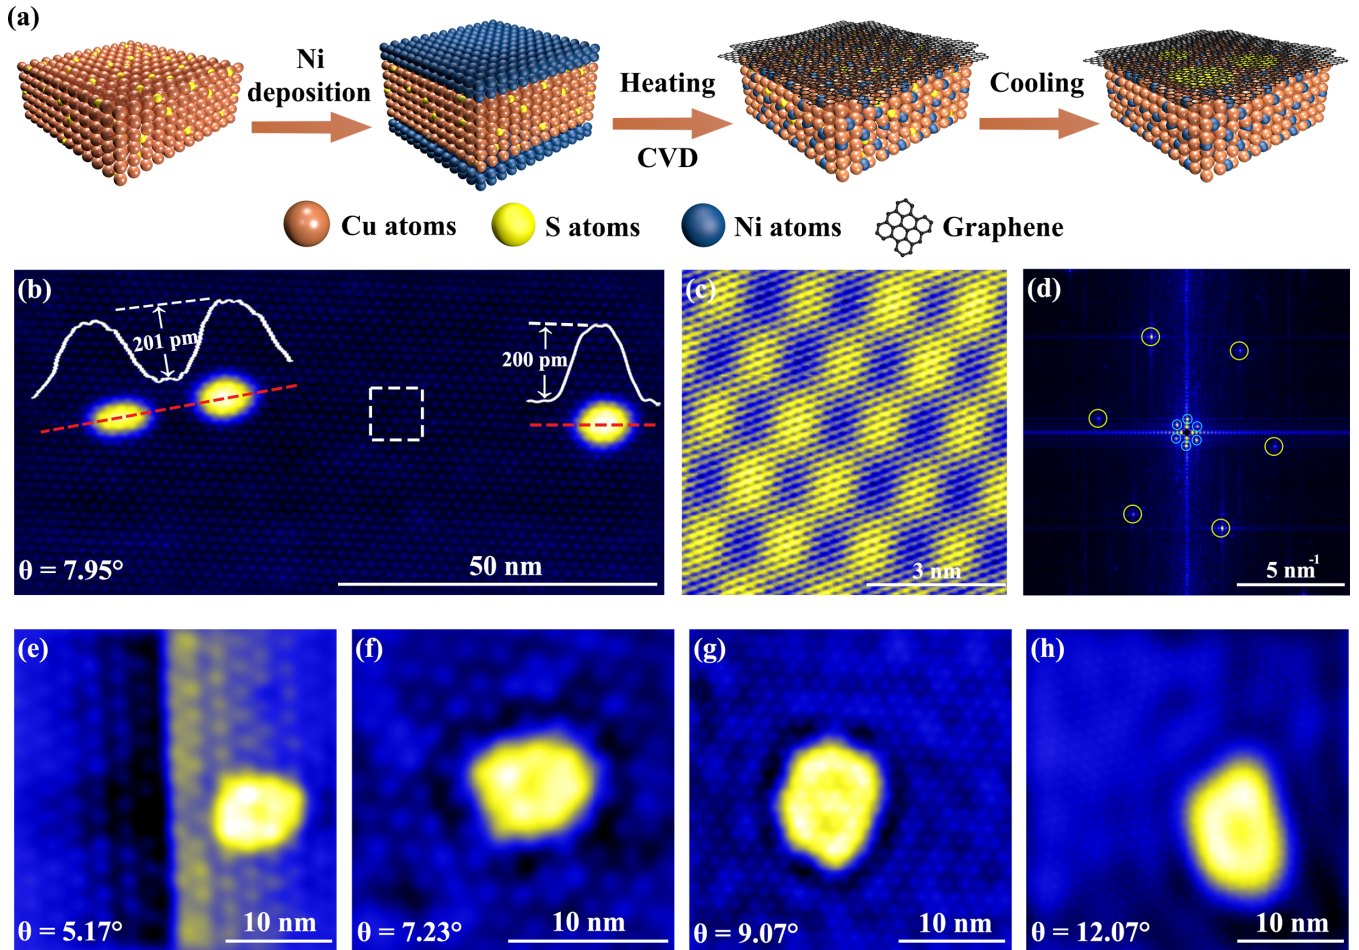 (a)
Ni
deposition
Heating
CVD
Cooling
Cu atoms
S atoms
Ni atoms
Graphene
(b)
201 pm
200 pm
θ = 7.95°
50 nm
(c)
3 nm
(d)
5 nm⁻¹
(e)
θ = 5.17°
10 nm
(f)
θ = 7.23°
10 nm
(g)
θ = 9.07°
10 nm
(h)
θ = 12.07°
10 nm